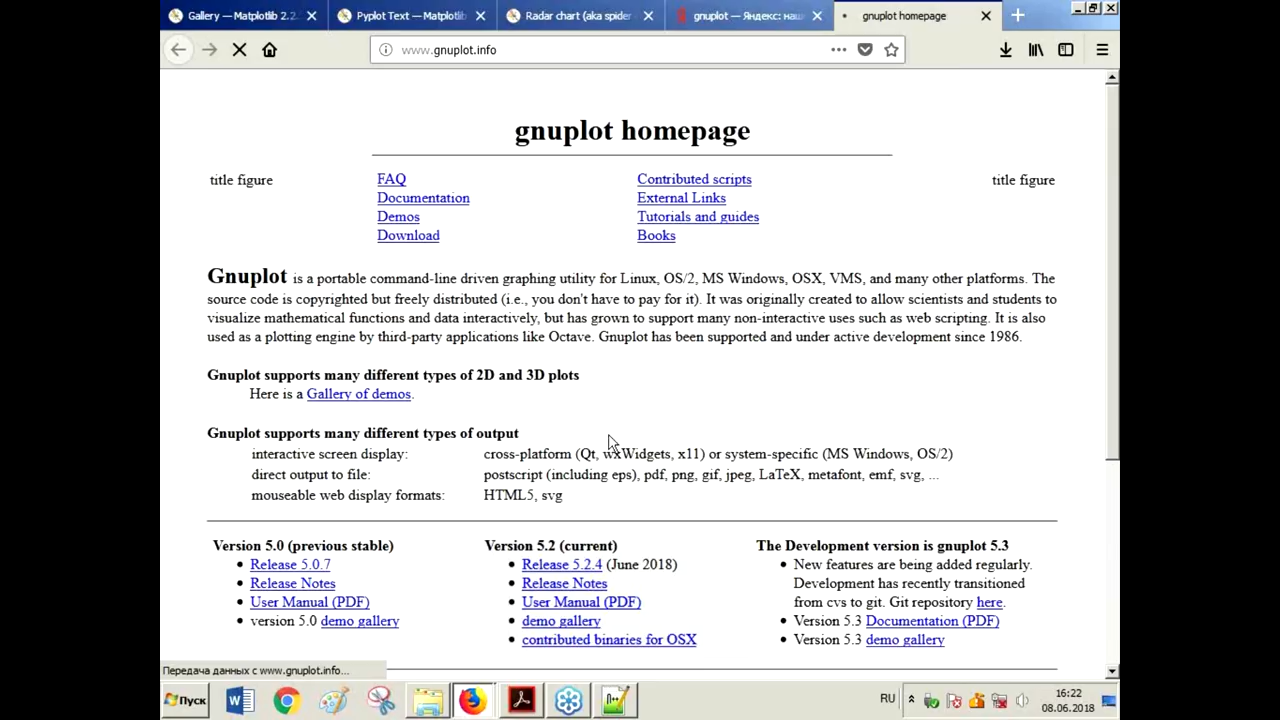 Gallery — Matplotlib 2.2.
Pyplot Text — Matplotlib
Radar chart (aka spider
gnuplot — Яндекс: наш
gnuplot homepage
www.gnuplot.info
gnuplot homepage
title figure
FAQ
Contributed scripts
title figure
Documentation
External Links
Demos
Tutorials and guides
Download
Books
Gnuplot is a portable command-line driven graphing utility for Linux, OS/2, MS Windows, OSX, VMS, and many other platforms. The
source code is copyrighted but freely distributed (i.e., you don't have to pay for it). It was originally created to allow scientists and students to
visualize mathematical functions and data interactively, but has grown to support many non-interactive uses such as web scripting. It is also
used as a plotting engine by third-party applications like Octave. Gnuplot has been supported and under active development since 1986.
Gnuplot supports many different types of 2D and 3D plots
Here is a Gallery of demos.
Gnuplot supports many different types of output
interactive screen display: cross-platform (Qt, wxWidgets, x11) or system-specific (MS Windows, OS/2)
direct output to file: postscript (including eps), pdf, png, gif, jpeg, LaTeX, metafont, emf, svg, ...
mouseable web display formats: HTML5, svg
Version 5.0 (previous stable)
• Release 5.0.7
• Release Notes
• User Manual (PDF)
• version 5.0 demo gallery
Version 5.2 (current)
• Release 5.2.4 (June 2018)
• Release Notes
• User Manual (PDF)
• demo gallery
• contributed binaries for OSX
The Development version is gnuplot 5.3
• New features are being added regularly.
Development has recently transitioned
from cvs to git. Git repository here.
• Version 5.3 Documentation (PDF)
• Version 5.3 demo gallery
Передача данных с www.gnuplot.info...
Пуск
RU
16:22
08.06.2018